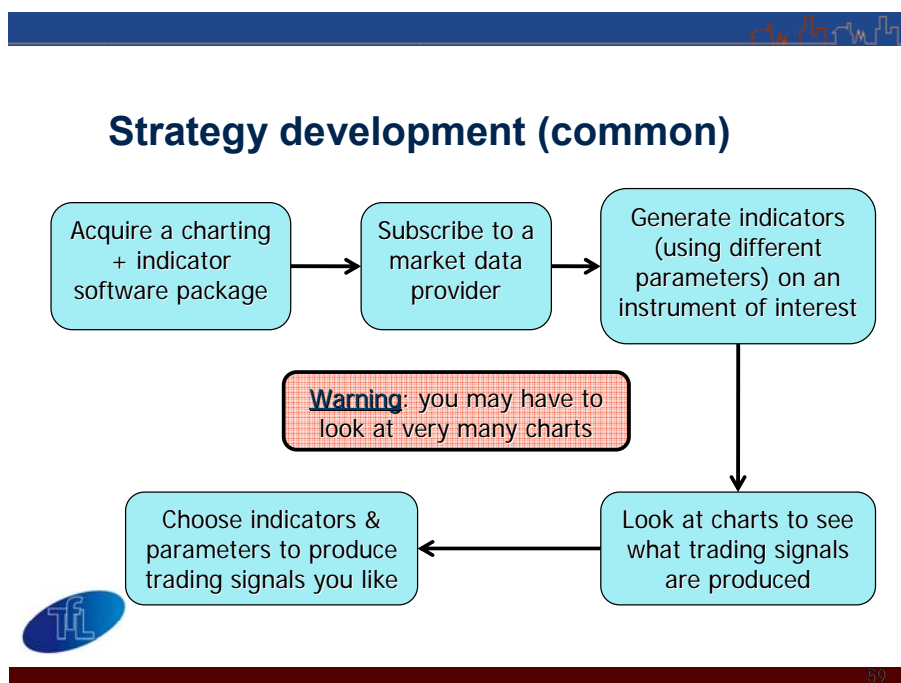 Strategy development (common)
Acquire a charting
+ indicator
software package
Subscribe to a
market data
provider
Generate indicators
(using different
parameters) on an
instrument of interest
Warning: you may have to
look at very many charts
Choose indicators &
parameters to produce
trading signals you like
Look at charts to see
what trading signals
are produced
TFL
59